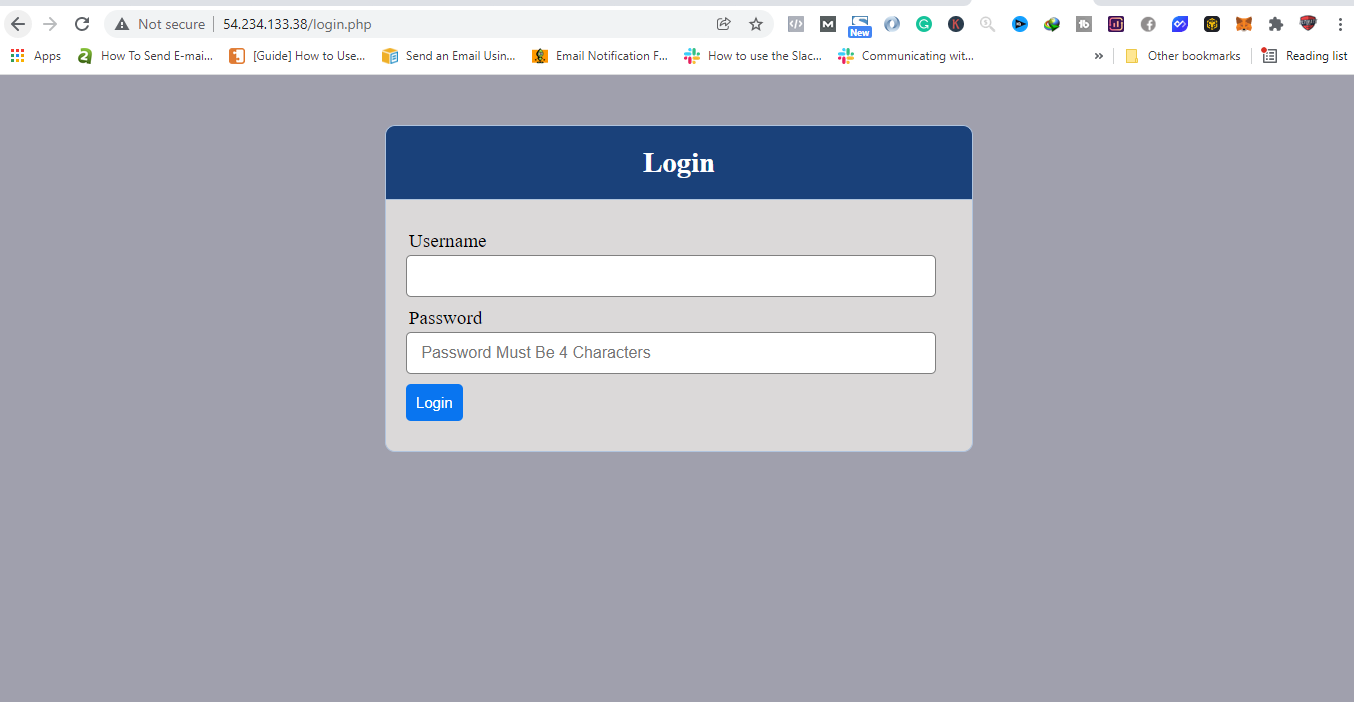 Not secure 54.234.133.38/login.php
New
Apps How To Send E-mai... [Guide] How to Use... Send an Email Usin... Email Notification F... How to use the Slac... Communicating wit... » Other bookmarks Reading list
Login
Username
Password
Password Must Be 4 Characters
Login